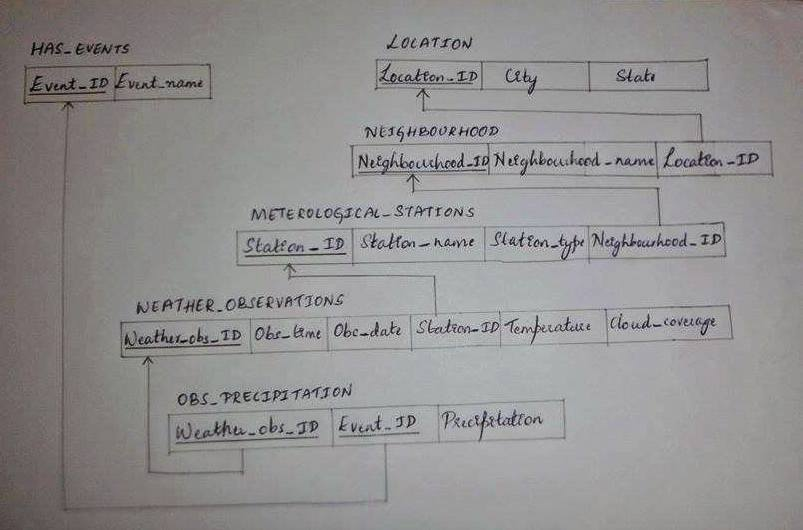 HAS_EVENTS
Event_ID Event_name
LOCATION
Location_ID City State
NEIGHBOURHOOD
Neighbourhood_ID Neighbourhood_name Location_ID
METEROLOGICAL_STATIONS
Station_ID Station_name Station_type Neighbourhood_ID
WEATHER_OBSERVATIONS
Weather_obs_ID Obs_time Obc_date Station_ID Temperature Cloud_coverage
OBS_PRECIPITATION
Weather_obs_ID Event_ID Precipitation